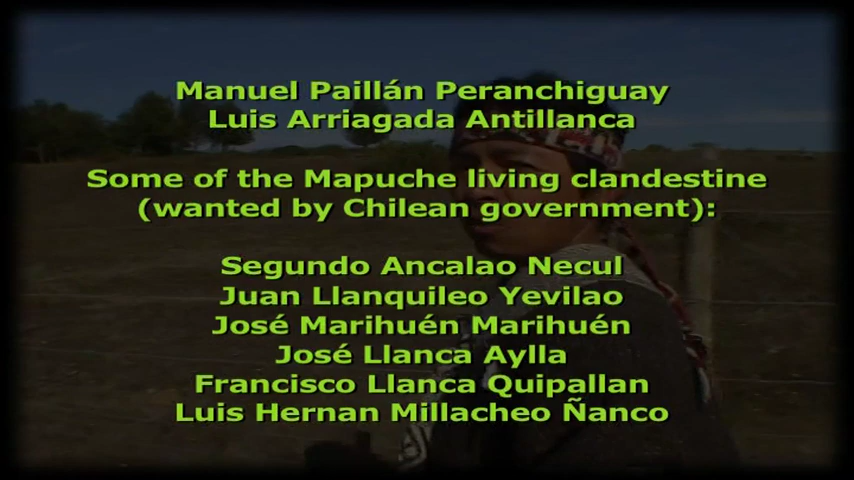 Manuel Paillán Peranchiguay
Luis Arriagada Antillanca
Some of the Mapuche living clandestine
(wanted by Chilean government):
Segundo Ancalao Necul
Juan Llanquileo Yevilao
José Marihuén Marihuén
José Llanca Aylla
Francisco Llanca Quipallan
Luis Hernan Millacheo Ñanco